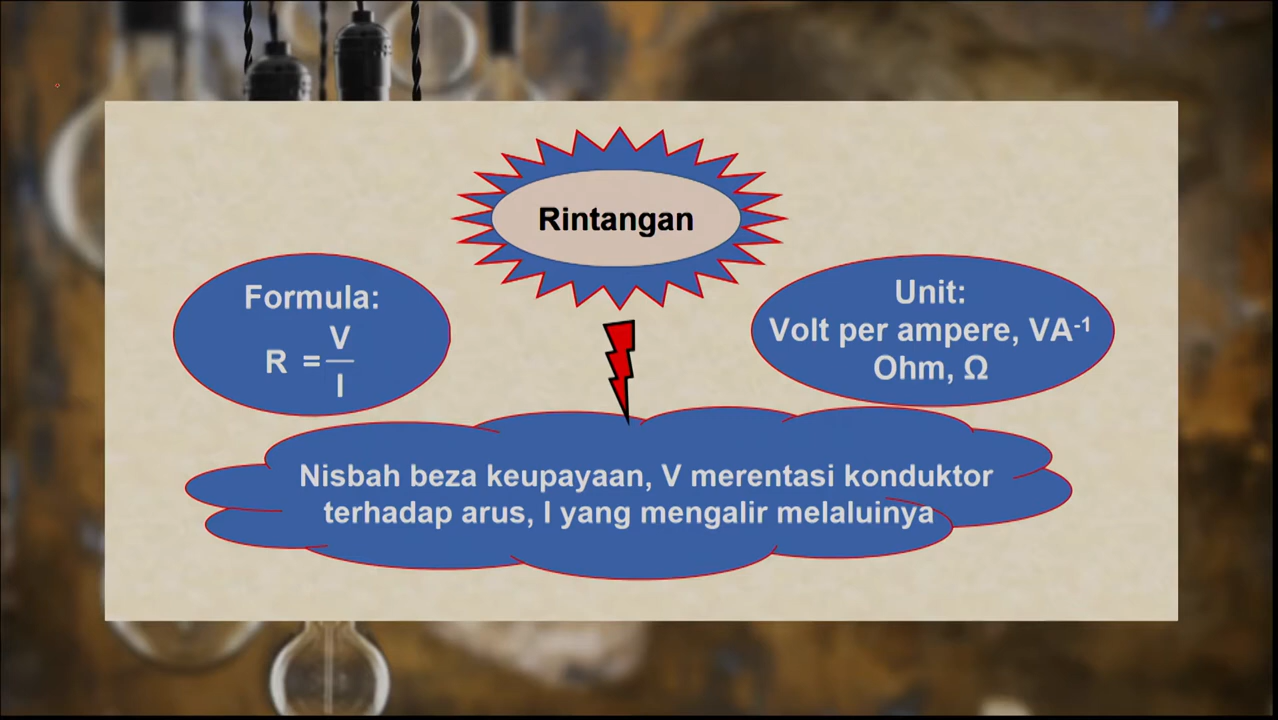 Rintangan
Formula:
R = V/I
Unit:
Volt per ampere, VA⁻¹
Ohm, Ω
Nisbah beza keupayaan, V merentasi konduktor
terhadap arus, I yang mengalir melaluinya